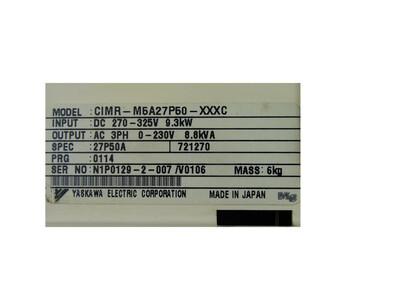 MODEL : CIMR-M5A27P50-XXXC
INPUT : DC 270-325V 9.3kW
OUTPUT : AC 3PH 0-230V 8.8kVA
SPEC : 27P50A 721270
PRG : 0114
SER NO : N1P0129-2-007 /V0106 MASS: 6kg
YASKAWA ELECTRIC CORPORATION MADE IN JAPAN